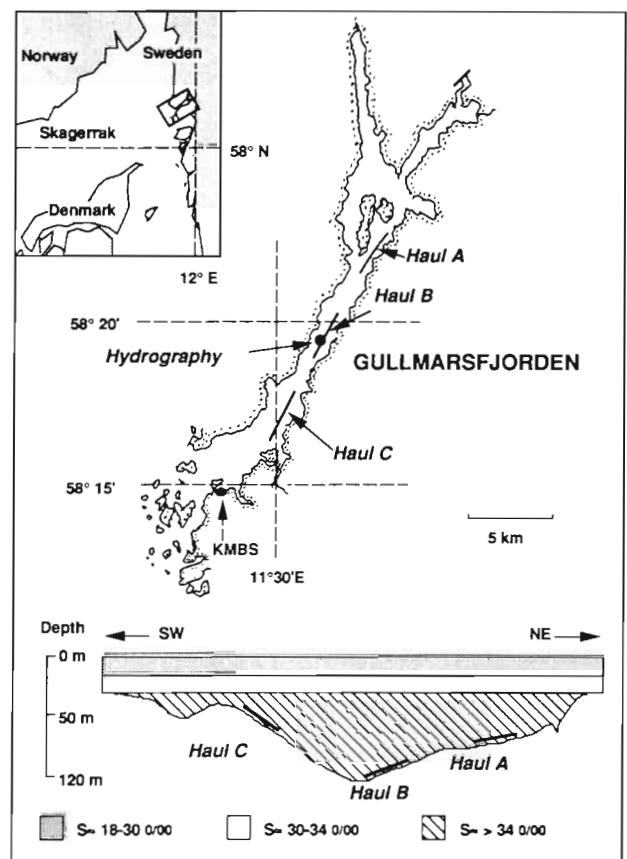 Norway
Sweden
Skagerrak
58° N
Denmark
12° E
Haul A
Haul B
58° 20'
Hydrography
GULLMARSFJORDEN
Haul C
58° 15'
KMBS
5 km
11°30'E
Depth
SW
NE
0 m
50 m
120 m
Haul C
Haul A
Haul B
S= 18-30 0/00
S= 30-34 0/00
S= > 34 0/00